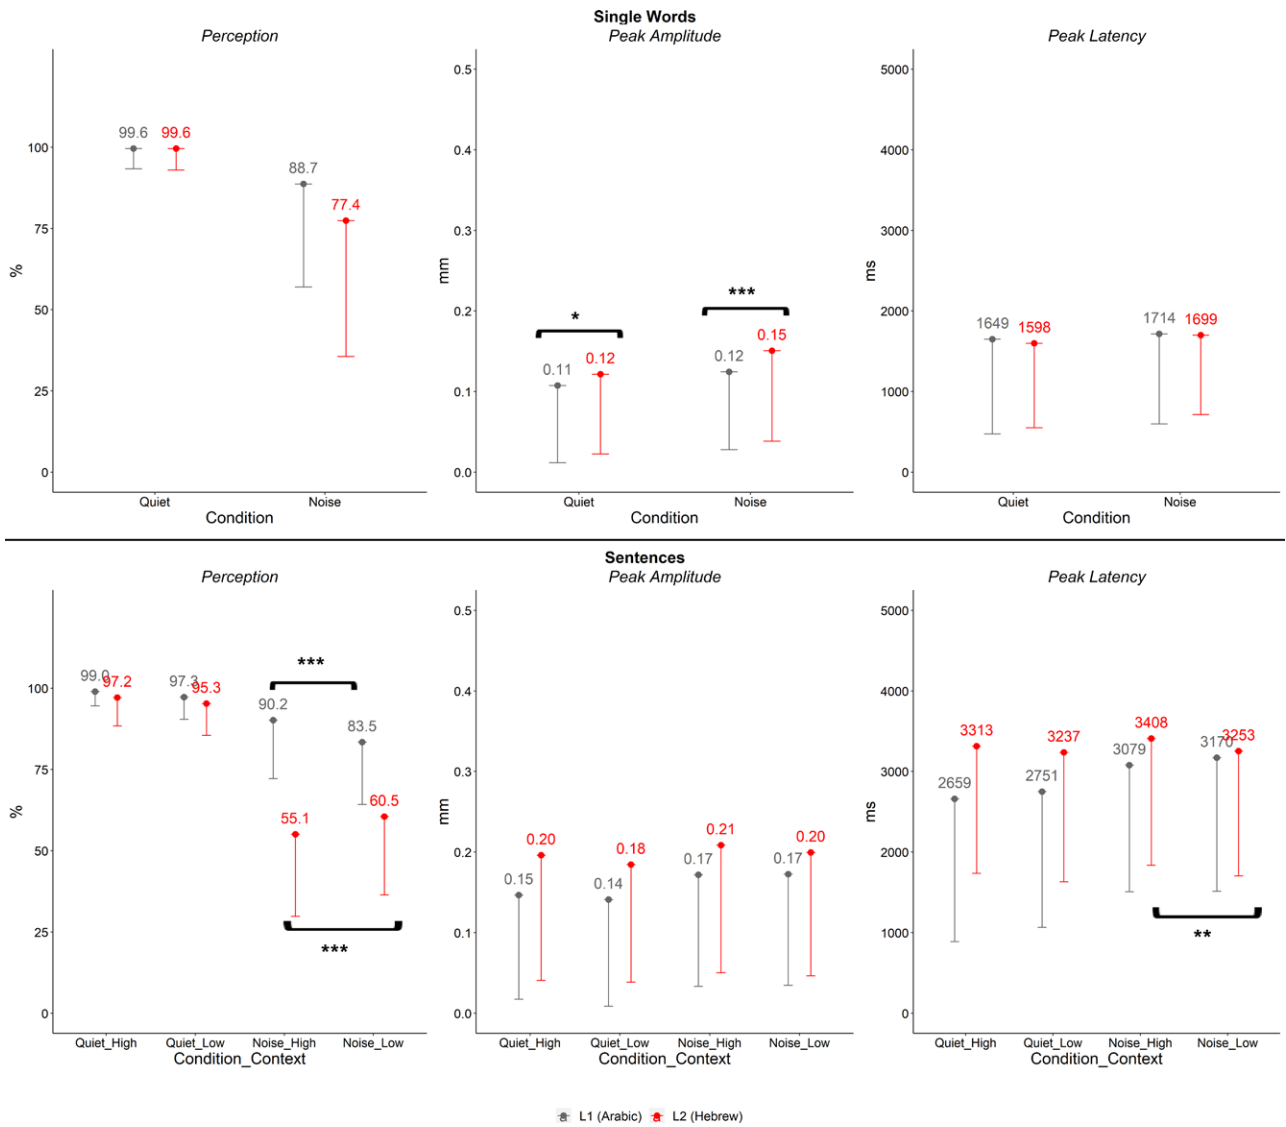 Single Words
Perception
Peak Amplitude
Peak Latency
%
100
75
50
25
0
99.6
99.6
88.7
77.4
Quiet
Noise
Condition
mm
0.5
0.4
0.3
0.2
0.1
0.0
*
***
0.11
0.12
0.12
0.15
Quiet
Noise
Condition
ms
5000
4000
3000
2000
1000
0
1649
1598
1714
1699
Quiet
Noise
Condition
Sentences
Perception
Peak Amplitude
Peak Latency
%
100
75
50
25
0
99.0
97.2
97.3
95.3
90.2
55.1
83.5
60.5
***
***
Quiet_High
Quiet_Low
Noise_High
Noise_Low
Condition_Context
mm
0.5
0.4
0.3
0.2
0.1
0.0
0.15
0.20
0.14
0.18
0.17
0.21
0.17
0.20
Quiet_High
Quiet_Low
Noise_High
Noise_Low
Condition_Context
ms
5000
4000
3000
2000
1000
0
2659
3313
2751
3237
3079
3408
3170
3253
**
Quiet_High
Quiet_Low
Noise_High
Noise_Low
Condition_Context
a L1 (Arabic) a L2 (Hebrew)